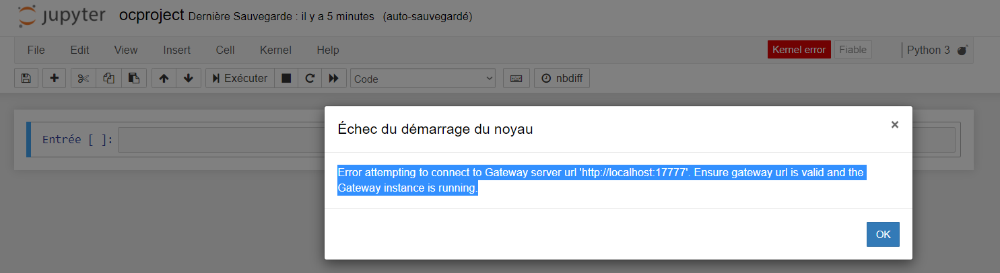 jupyter ocproject Dernière Sauvegarde : il y a 5 minutes (auto-sauvegardé)
File Edit View Insert Cell Kernel Help Kernel error Fiable Python 3
Exécuter Code nbdiff
Entrée [ ]:
Échec du démarrage du noyau ×
Error attempting to connect to Gateway server url 'http://localhost:17777'. Ensure gateway url is valid and the
Gateway instance is running.
OK